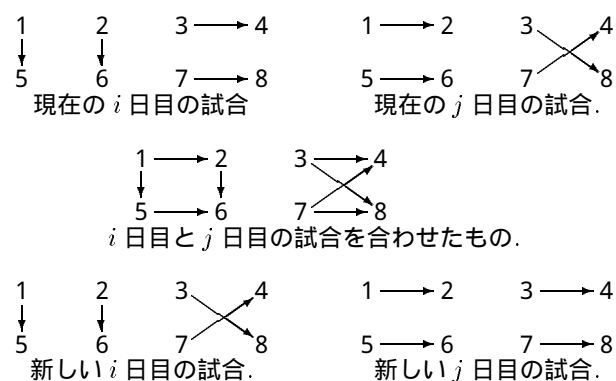 1 2 3 4 1 2 3 4
5 6 7 8 5 6 7 8
現在の i 日目の試合 現在の j 日目の試合.
1 2 3 4
5 6 7 8
i 日目と j 日目の試合を合わせたもの.
1 2 3 4 1 2 3 4
5 6 7 8 5 6 7 8
新しい i 日目の試合. 新しい j 日目の試合.